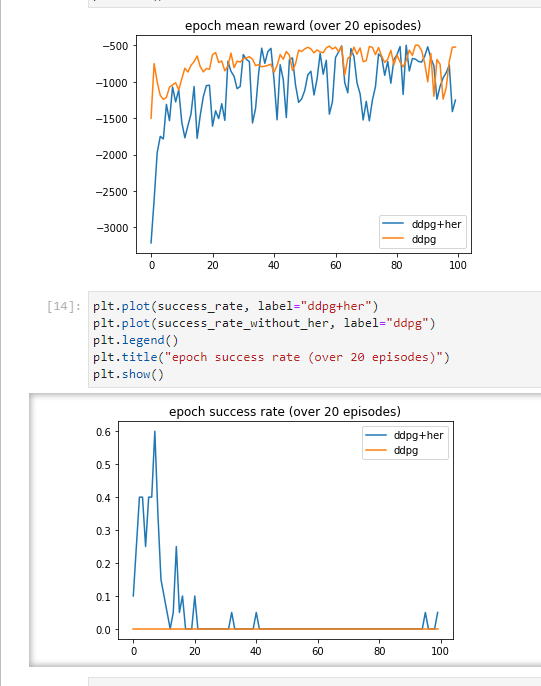 epoch mean reward (over 20 episodes)
−500
−1000
−1500
−2000
−2500
−3000
ddpg+her
ddpg
0
20
40
60
80
100
[14]:
plt.plot(success_rate, label="ddpg+her")
plt.plot(success_rate_without_her, label="ddpg")
plt.legend()
plt.title("epoch success rate (over 20 episodes)")
plt.show()
epoch success rate (over 20 episodes)
0.6
0.5
0.4
0.3
0.2
0.1
0.0
ddpg+her
ddpg
0
20
40
60
80
100